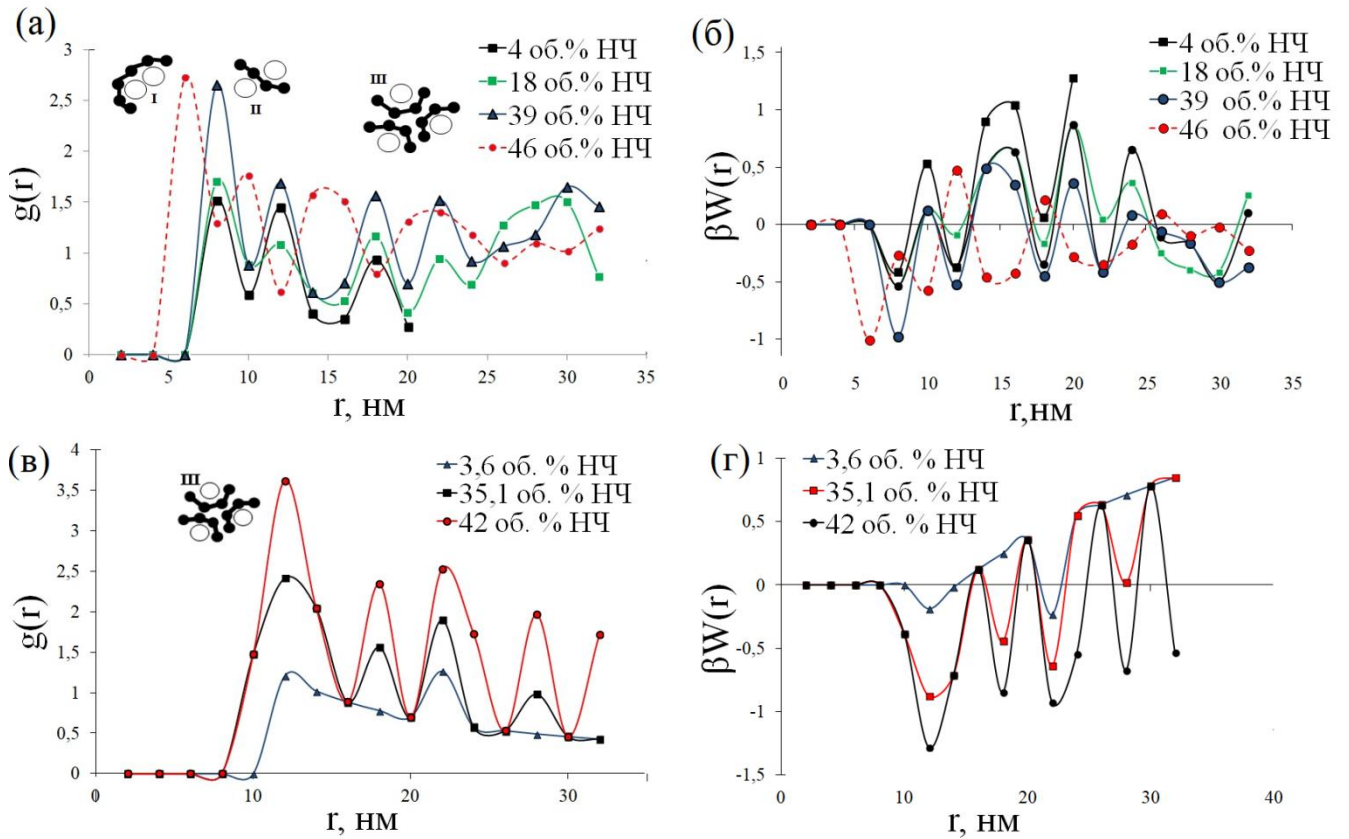 (а)
4 об.% НЧ
18 об.% НЧ
39 об.% НЧ
46 об.% НЧ
I
II
III
g(r)
3
2,5
2
1,5
1
0,5
0
0 5 10 15 20 25 30 35
r, нм
(б)
4 об.% НЧ
18 об.% НЧ
39 об.% НЧ
46 об.% НЧ
βW(r)
1,5
1
0,5
0
-0,5
-1
5 10 15 20 25 30 35
r,нм
(в)
3,6 об. % НЧ
35,1 об. % НЧ
42 об. % НЧ
III
g(r)
4
3,5
3
2,5
2
1,5
1
0,5
0
0 10 20 30
r, нм
(г)
3,6 об. % НЧ
35,1 об. % НЧ
42 об. % НЧ
βW(r)
1
0,5
0
-0,5
-1
-1,5
10 20 30 40
r, нм